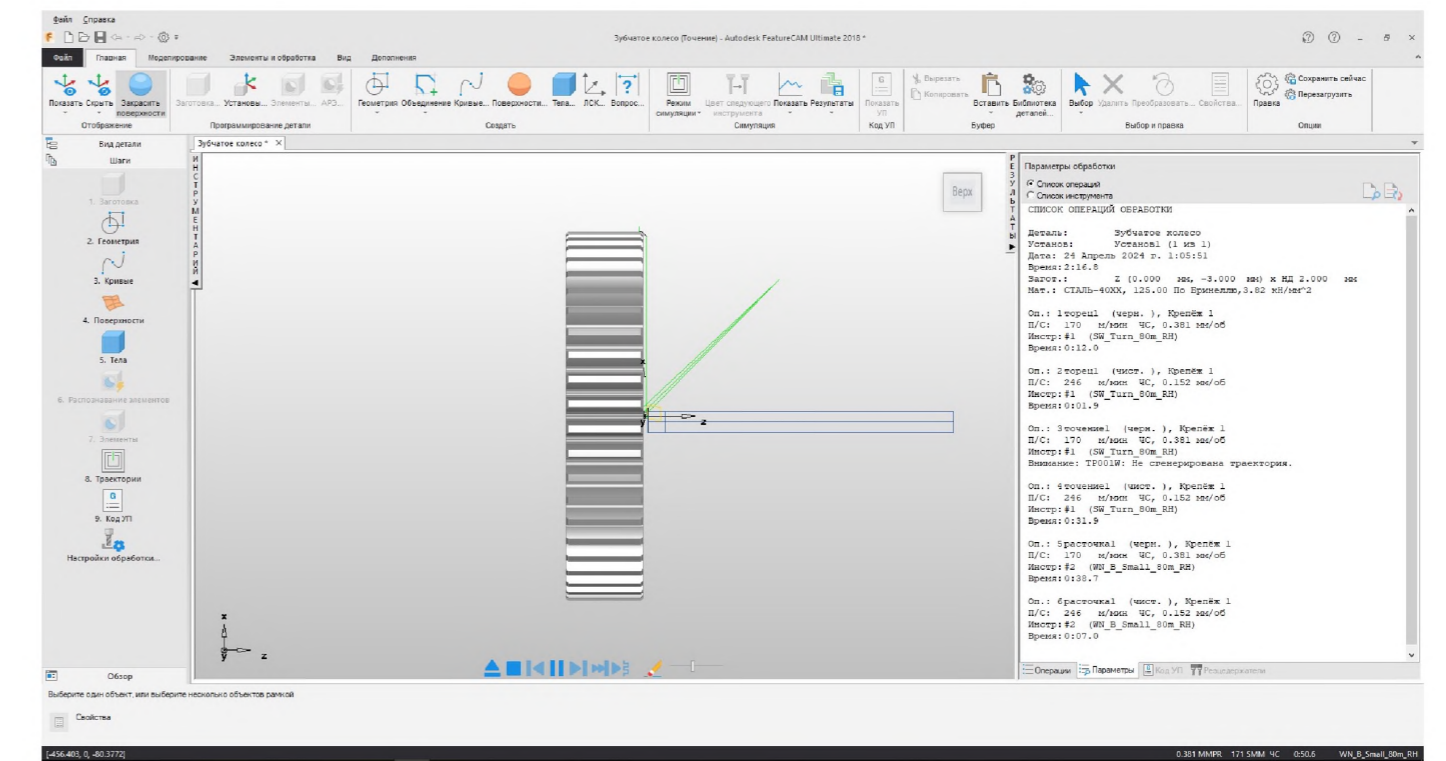 Файл Справка
Зубчатое колесо (Точение) - Autodesk FeatureCAM Ultimate 2018 *
Файл Главная Моделирование Элементы и обработка Вид Дополнения
Показать Скрыть Закрасить поверхности
Заготовка... Установы... Элементы... АРЭ...
Геометрия Объединение Кривые... Поверхности... Тела... ЛСК... Вопрос...
Режим симуляции Цвет следующего инструмента Показать Результаты
Показать УП
Вырезать
Копировать
Вставить Библиотека деталей...
Выбор Удалить Преобразовать... Свойства...
Правка
Сохранить сейчас
Перезагрузить
Отображение Программирование детали Создать Симуляция Код УП Буфер Выбор и правка Опции
Вид детали
Зубчатое колесо * ×
Шаги
1. Заготовка
2. Геометрия
3. Кривые
4. Поверхности
5. Тела
6. Распознавание элементов
7. Элементы
8. Траектории
9. Код УП
Настройки обработки...
Обзор
ИНСТРУМЕНТАРИЙ
Верх
x
y
z
x
y
z
РЕЗУЛЬТАТЫ
Параметры обработки
Список операций
Список инструмента
СПИСОК ОПЕРАЦИЙ ОБРАБОТКИ
Деталь: Зубчатое колесо
Установ: Установ1 (1 из 1)
Дата: 24 Апрель 2024 г. 1:05:51
Время:2:16.8
Загот.: Z (0.000 мм, -3.000 мм) x НД 2.000 мм
Мат.: СТАЛЬ-40ХХ, 125.00 По Бринеллю,3.82 кН/мм^2
Оп.: 1торец1 (черн. ), Крепёж 1
П/С: 170 м/мин ЧС, 0.381 мм/об
Инстр:#1 (SW_Turn_80m_RH)
Время:0:12.0
Оп.: 2торец1 (чист. ), Крепёж 1
П/С: 246 м/мин ЧС, 0.152 мм/об
Инстр:#1 (SW_Turn_80m_RH)
Время:0:01.9
Оп.: 3точение1 (черн. ), Крепёж 1
П/С: 170 м/мин ЧС, 0.381 мм/об
Инстр:#1 (SW_Turn_80m_RH)
Внимание: TP001W: Не сгенерирована траектория.
Оп.: 4точение1 (чист. ), Крепёж 1
П/С: 246 м/мин ЧС, 0.152 мм/об
Инстр:#1 (SW_Turn_80m_RH)
Время:0:31.9
Оп.: 5расточка1 (черн. ), Крепёж 1
П/С: 170 м/мин ЧС, 0.381 мм/об
Инстр:#2 (WN_B_Small_80m_RH)
Время:0:38.7
Оп.: 6расточка1 (чист. ), Крепёж 1
П/С: 246 м/мин ЧС, 0.152 мм/об
Инстр:#2 (WN_B_Small_80m_RH)
Время:0:07.0
Операции Параметры Код УП Резцедержатели
Выберите один объект, или выберите несколько объектов рамкой
Свойства
[-456.403, 0, -80.3772] 0.381 MMPR 171 SMM ЧС 0:50.6 WN_B_Small_80m_RH